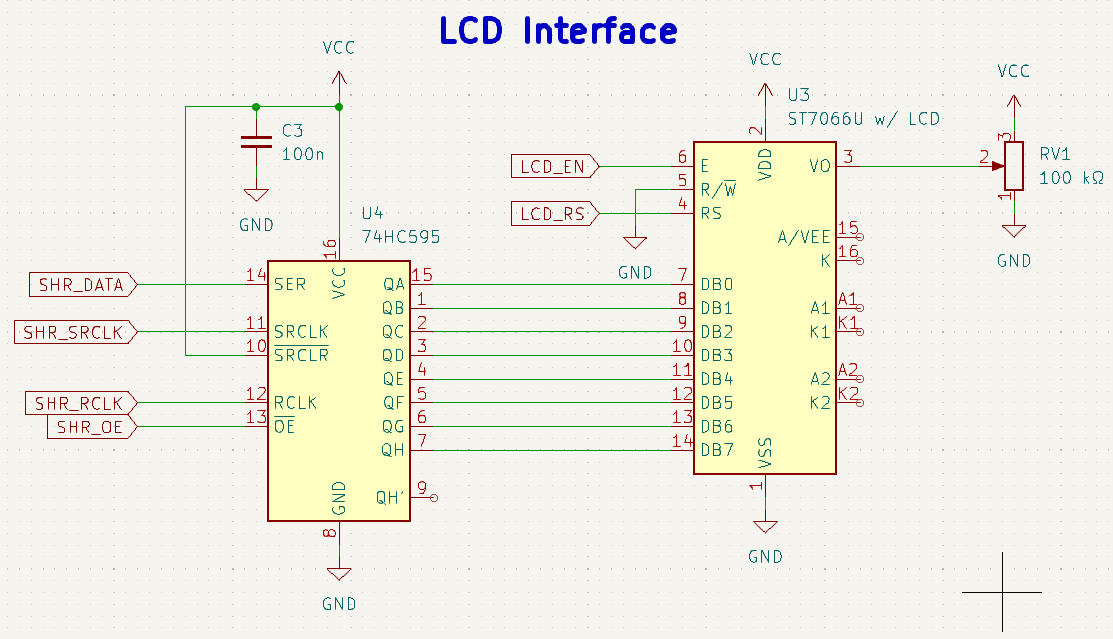 LCD Interface
VCC
C3
100n
GND
U4
74HC595
16
VCC
SHR_DATA
14
SER
SHR_SRCLK
11
SRCLK
10
SRCLR
SHR_RCLK
12
RCLK
SHR_OE
13
OE
QA
15
QB
1
QC
2
QD
3
QE
4
QF
5
QG
6
QH
7
QH'
9
GND
8
GND
VCC
U3
ST7066U w/ LCD
2
VDD
LCD_EN
6
E
5
R/W
LCD_RS
4
RS
GND
7
DB0
8
DB1
9
DB2
10
DB3
11
DB4
12
DB5
13
DB6
14
DB7
VO
3
A/VEE
15
K
16
A1
A1
K1
K1
A2
A2
K2
K2
VSS
1
GND
VCC
3
2
RV1
100 kΩ
1
GND